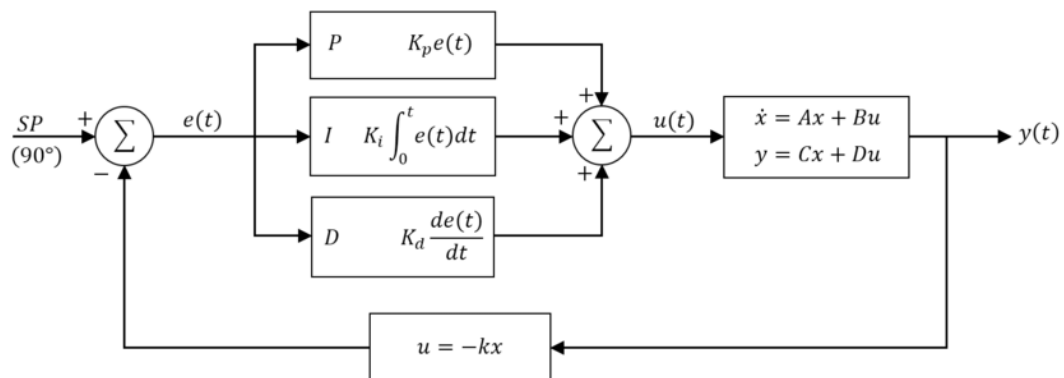 P K_p e(t)
SP
(90°)
+
−
∑
e(t)
I K_i ∫_0^t e(t)dt
+
+
+
∑
u(t)
ẋ = Ax + Bu
y = Cx + Du
y(t)
D K_d de(t)/dt
u = −kx